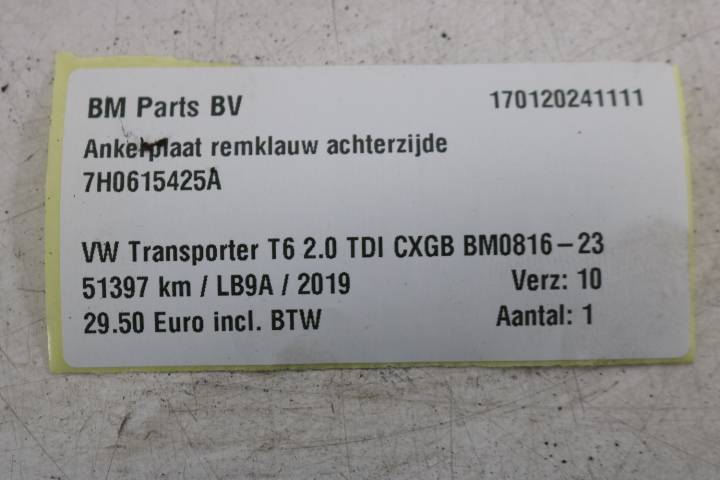 BM Parts BV 170120241111
Ankerplaat remklauw achterzijde
7H0615425A
VW Transporter T6 2.0 TDI CXGB BM0816-23
51397 km / LB9A / 2019 Verz: 10
29.50 Euro incl. BTW Aantal: 1